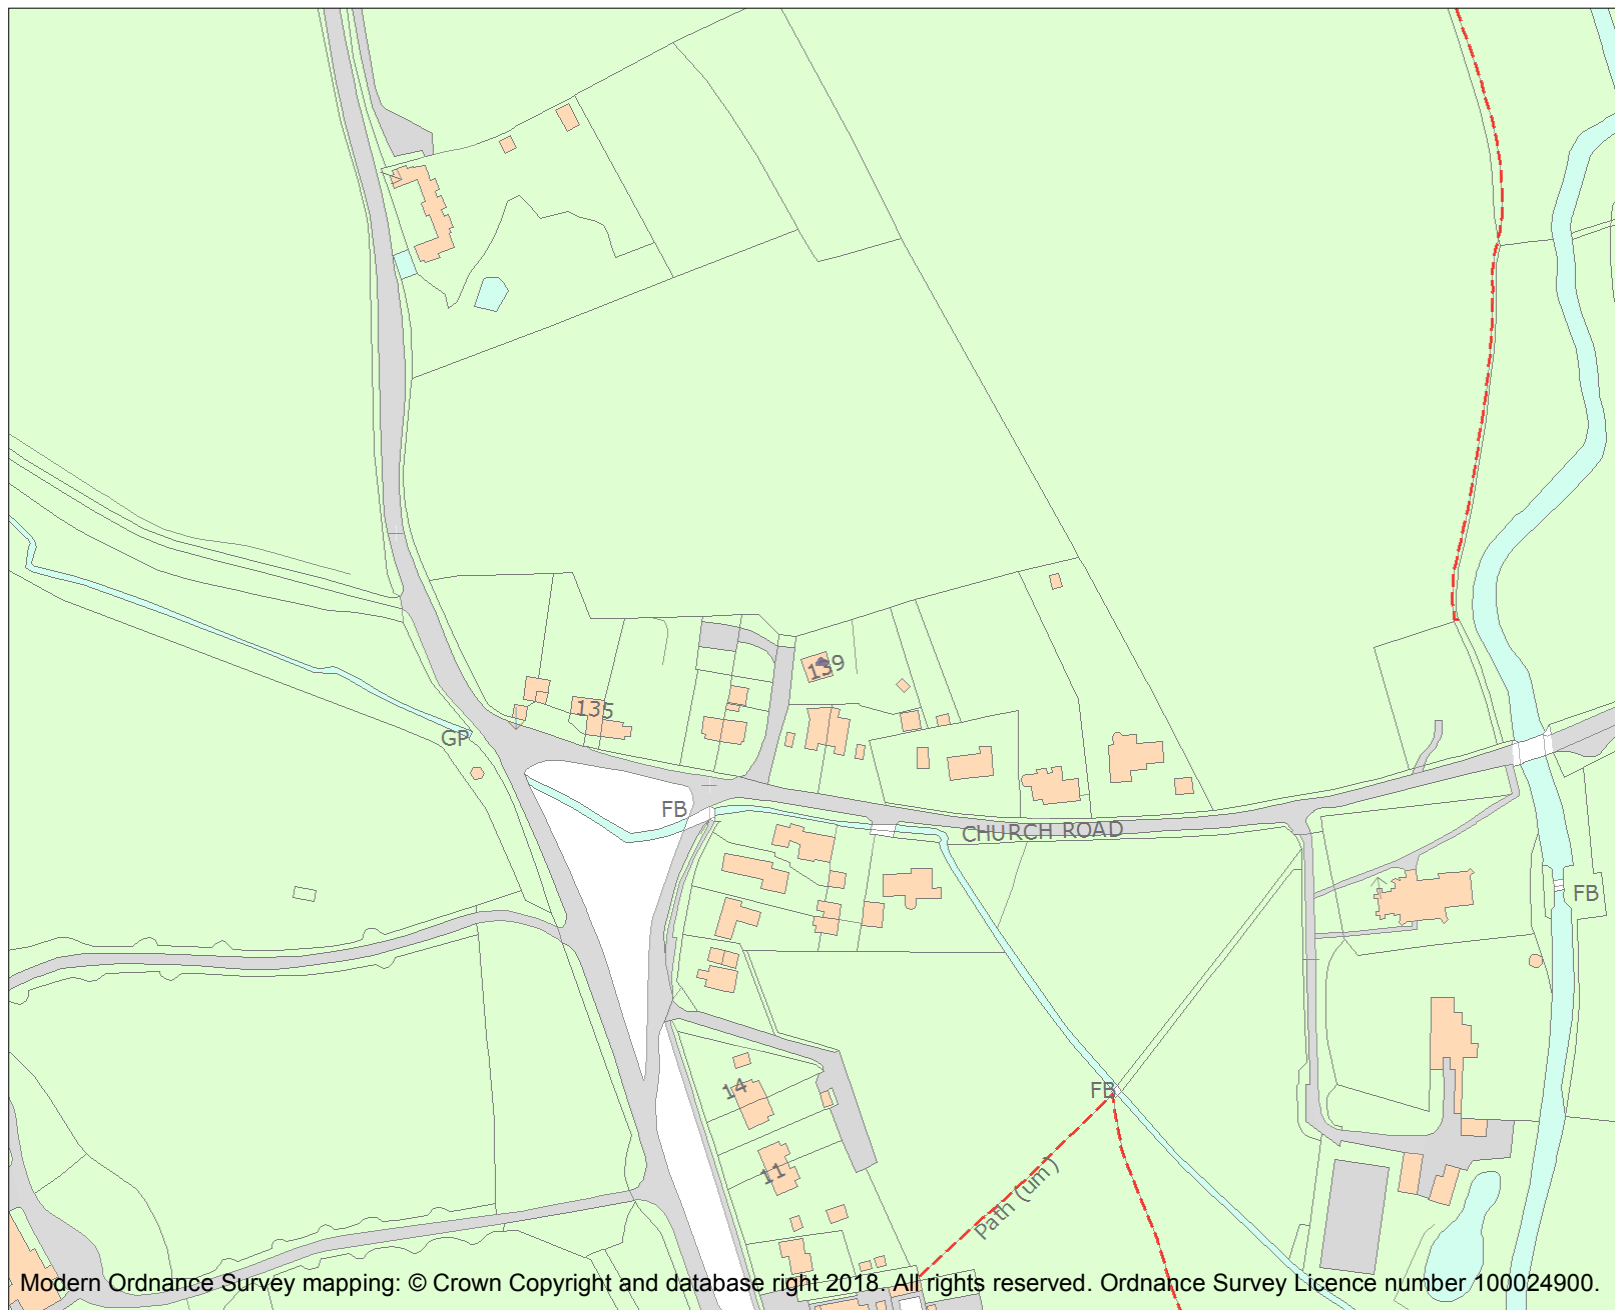 139
135
GP
FB
CHURCH ROAD
FB
FB
14
11
Path (um)
Modern Ordnance Survey mapping: © Crown Copyright and database right 2018. All rights reserved. Ordnance Survey Licence number 100024900.